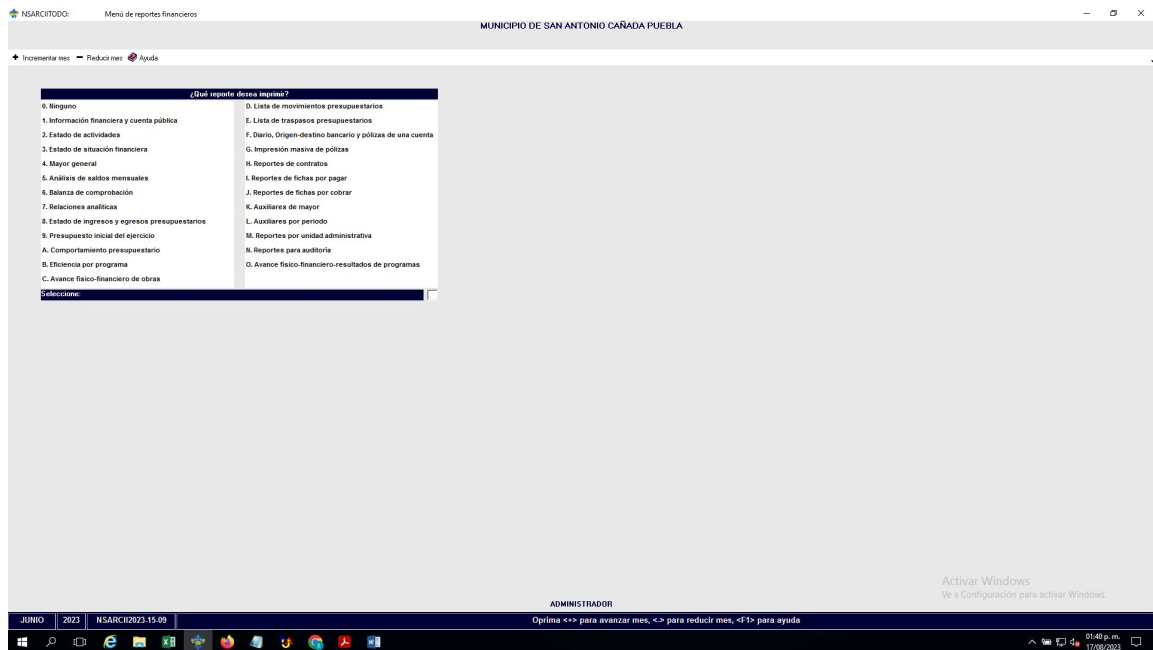 NSARCIITODO: Menú de reportes financieros
MUNICIPIO DE SAN ANTONIO CAÑADA PUEBLA
Incrementar mes Reducir mes Ayuda
¿Qué reporte desea imprimir?
0. Ninguno
1. Información financiera y cuenta pública
2. Estado de actividades
3. Estado de situación financiera
4. Mayor general
5. Análisis de saldos mensuales
6. Balanza de comprobación
7. Relaciones analíticas
8. Estado de ingresos y egresos presupuestarios
9. Presupuesto inicial del ejercicio
A. Comportamiento presupuestario
B. Eficiencia por programa
C. Avance físico-financiero de obras
D. Lista de movimientos presupuestarios
E. Lista de traspasos presupuestarios
F. Diario, Origen-destino bancario y pólizas de una cuenta
G. Impresión masiva de pólizas
H. Reportes de contratos
I. Reportes de fichas por pagar
J. Reportes de fichas por cobrar
K. Auxiliares de mayor
L. Auxiliares por periodo
M. Reportes por unidad administrativa
N. Reportes para auditoría
O. Avance físico-financiero-resultados de programas
Seleccione:
Activar Windows
Ve a Configuración para activar Windows.
ADMINISTRADOR
JUNIO 2023 NSARCII2023-15-09 Oprima <+> para avanzar mes, <-> para reducir mes, <F1> para ayuda
01:40 p. m.
17/08/2023